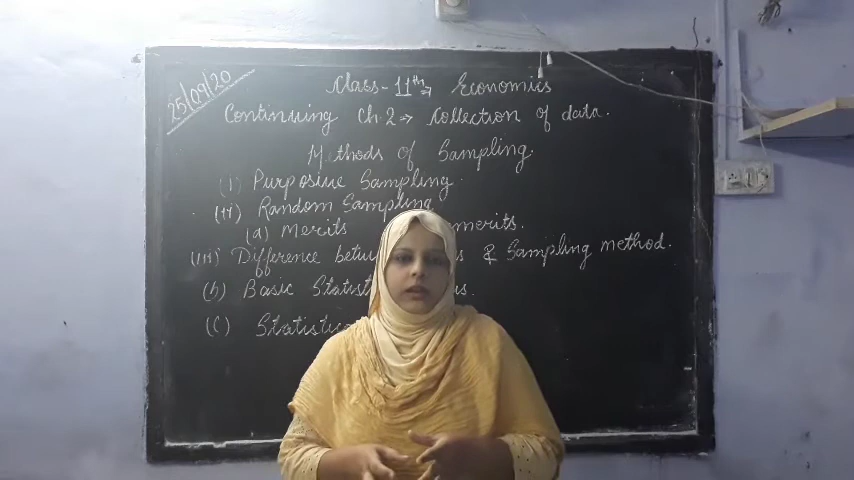 25/09/20
Class - 11th → Economics
Continuing Ch.2 → Collection of data.
Methods of Sampling.
(i) Purposive Sampling.
(ii) Random Sampling
(a) Merits merits.
(iii) Difference & Sampling method.
(b) Basic
(c)